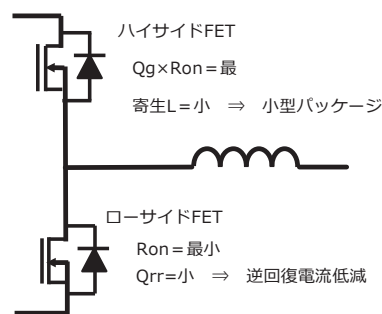 ハイサイドFET
Qg×Ron＝最
寄生L＝小　⇒　小型パッケージ
ローサイドFET
Ron＝最小
Qrr=小　⇒　逆回復電流低減